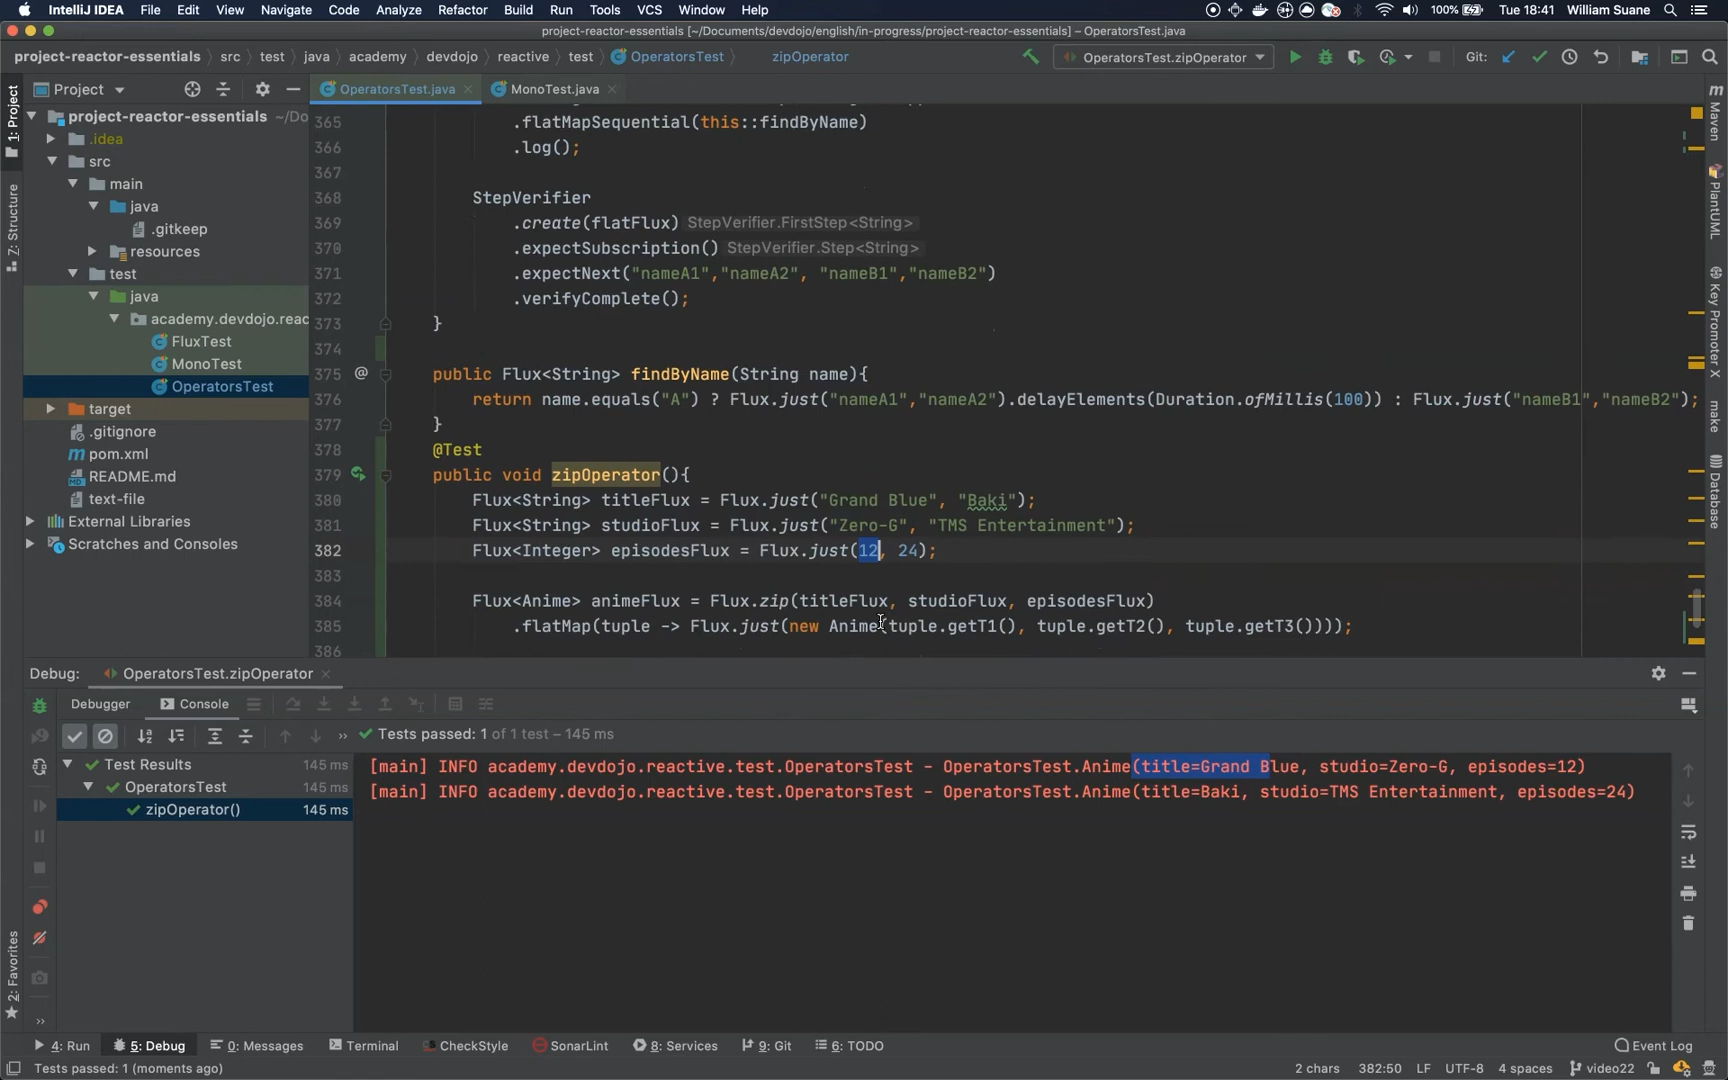 IntelliJ IDEA File Edit View Navigate Code Analyze Refactor Build Run Tools VCS Window Help 100% Tue 18:41 William Suane
project-reactor-essentials [~/Documents/devdojo/english/in-progress/project-reactor-essentials] – OperatorsTest.java
project-reactor-essentials src test java academy devdojo reactive test OperatorsTest zipOperator OperatorsTest.zipOperator Git:
Project OperatorsTest.java MonoTest.java
1: Project
Z: Structure
2: Favorites
project-reactor-essentials ~/Do
.idea
src
main
java
.gitkeep
resources
test
java
academy.devdojo.reac
FluxTest
MonoTest
OperatorsTest
target
.gitignore
pom.xml
README.md
text-file
External Libraries
Scratches and Consoles
365 .flatMapSequential(this::findByName)
366 .log();
367
368 StepVerifier
369 .create(flatFlux) StepVerifier.FirstStep<String>
370 .expectSubscription() StepVerifier.Step<String>
371 .expectNext("nameA1","nameA2", "nameB1","nameB2")
372 .verifyComplete();
373 }
374
375 @ public Flux<String> findByName(String name){
376 return name.equals("A") ? Flux.just("nameA1","nameA2").delayElements(Duration.ofMillis(100)) : Flux.just("nameB1","nameB2");
377 }
378 @Test
379 public void zipOperator(){
380 Flux<String> titleFlux = Flux.just("Grand Blue", "Baki");
381 Flux<String> studioFlux = Flux.just("Zero-G", "TMS Entertainment");
382 Flux<Integer> episodesFlux = Flux.just(12, 24);
383
384 Flux<Anime> animeFlux = Flux.zip(titleFlux, studioFlux, episodesFlux)
385 .flatMap(tuple -> Flux.just(new Anime(tuple.getT1(), tuple.getT2(), tuple.getT3())));
386
Maven
PlantUML
Key Promoter X
make
Database
Debug: OperatorsTest.zipOperator
Debugger Console
Tests passed: 1 of 1 test – 145 ms
Test Results 145 ms
OperatorsTest 145 ms
zipOperator() 145 ms
[main] INFO academy.devdojo.reactive.test.OperatorsTest - OperatorsTest.Anime(title=Grand Blue, studio=Zero-G, episodes=12)
[main] INFO academy.devdojo.reactive.test.OperatorsTest - OperatorsTest.Anime(title=Baki, studio=TMS Entertainment, episodes=24)
4: Run 5: Debug 0: Messages Terminal CheckStyle SonarLint 8: Services 9: Git 6: TODO Event Log
Tests passed: 1 (moments ago) 2 chars 382:50 LF UTF-8 4 spaces video22